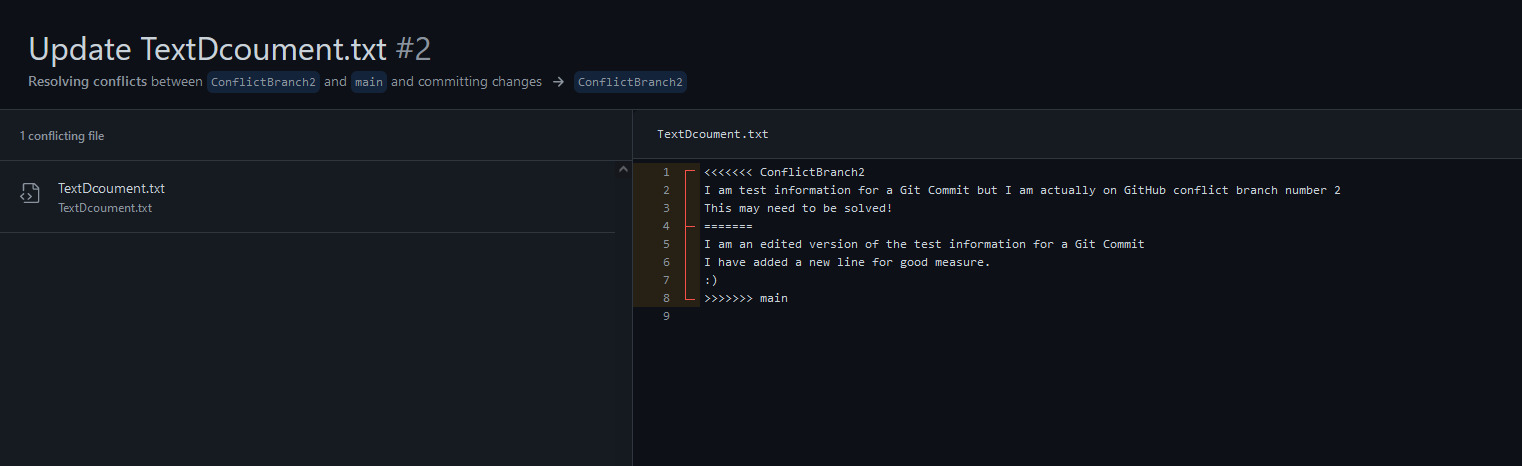 Update TextDcoument.txt #2
Resolving conflicts between ConflictBranch2 and main and committing changes → ConflictBranch2
1 conflicting file
TextDcoument.txt
TextDcoument.txt
TextDcoument.txt
1 <<<<<<< ConflictBranch2
2 I am test information for a Git Commit but I am actually on GitHub conflict branch number 2
3 This may need to be solved!
4 =======
5 I am an edited version of the test information for a Git Commit
6 I have added a new line for good measure.
7 :)
8 >>>>>>> main
9